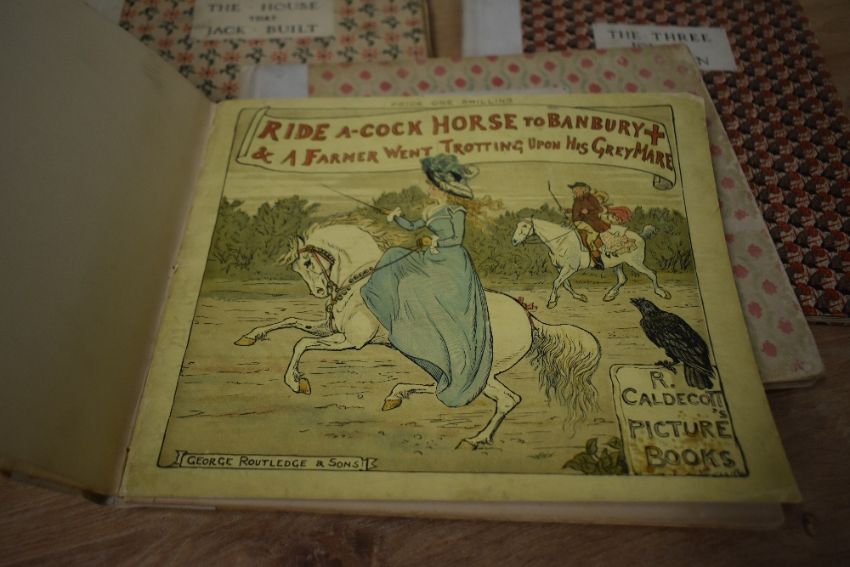 THE · HOUSE
THAT
JACK · BUILT
THE THREE
PRICE ONE SHILLING
RIDE A-COCK HORSE TO BANBURY +
& A FARMER WENT TROTTING UPON HIS GREY MARE
R.
CALDECOTT'S
PICTURE
BOOKS
GEORGE ROUTLEDGE & SONS